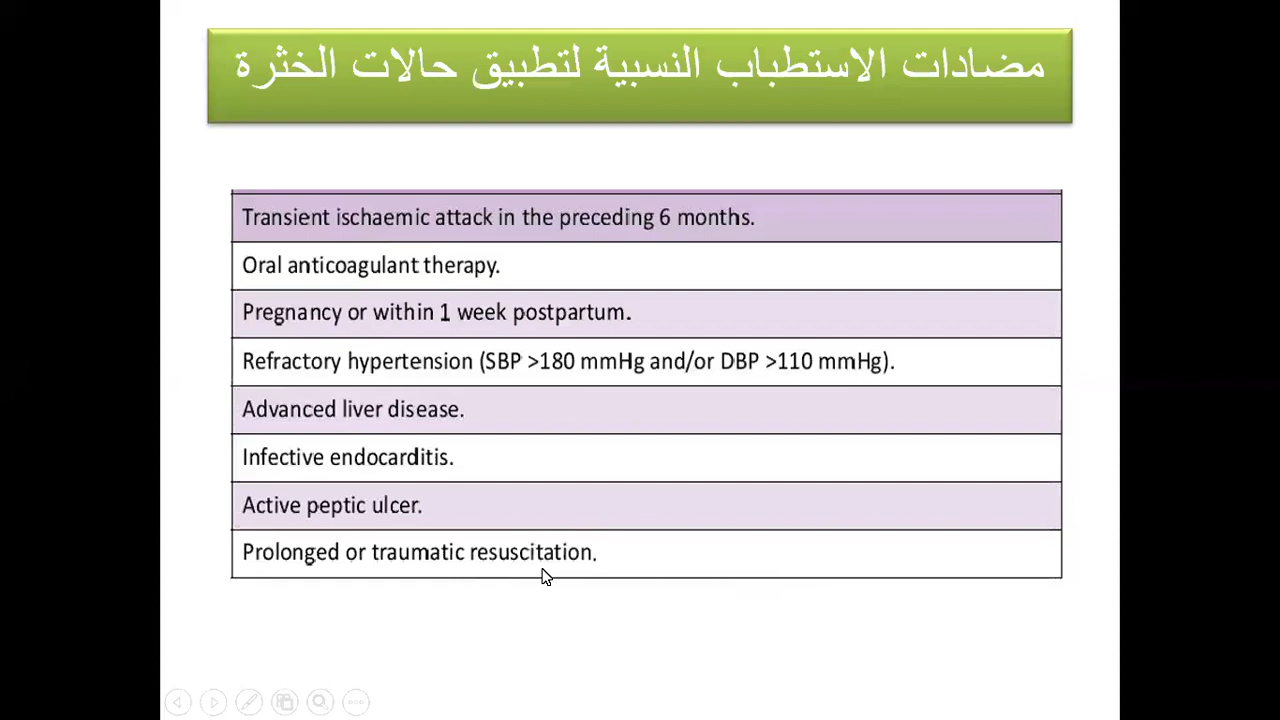 مضادات الاستطباب النسبية لتطبيق حالات الخثرة
Transient ischaemic attack in the preceding 6 months.
Oral anticoagulant therapy.
Pregnancy or within 1 week postpartum.
Refractory hypertension (SBP >180 mmHg and/or DBP >110 mmHg).
Advanced liver disease.
Infective endocarditis.
Active peptic ulcer.
Prolonged or traumatic resuscitation.